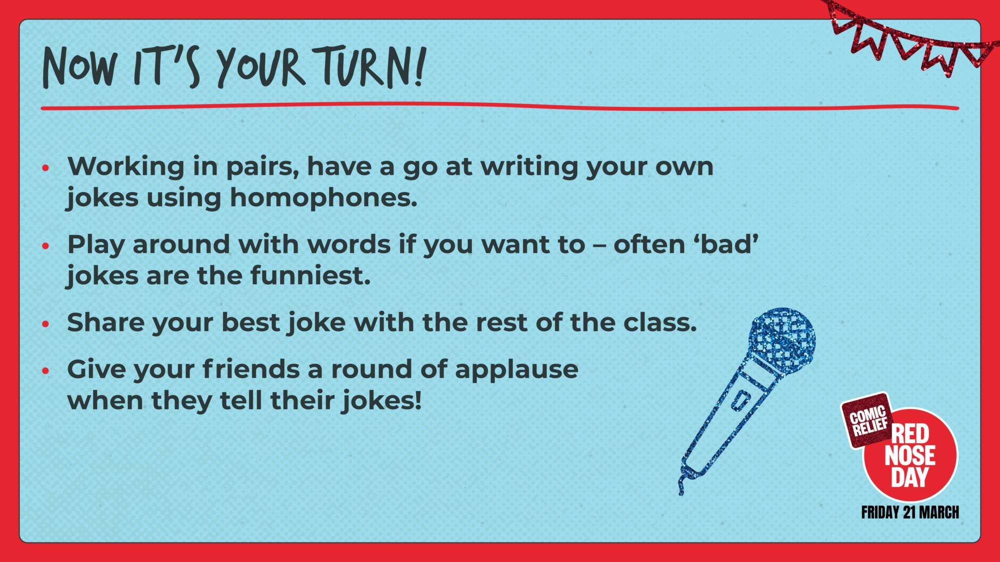 NOW IT'S YOUR TURN!
• Working in pairs, have a go at writing your own
jokes using homophones.
• Play around with words if you want to – often ‘bad’
jokes are the funniest.
• Share your best joke with the rest of the class.
• Give your friends a round of applause
when they tell their jokes!
COMIC
RELIEF
RED
NOSE
DAY
FRIDAY 21 MARCH